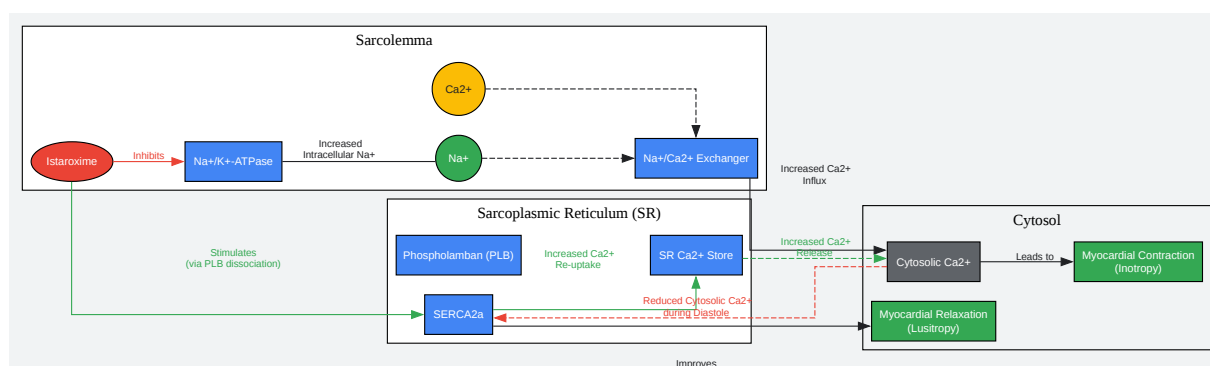 Sarcolemma
Ca2+
Istaroxime
Inhibits
Na+/K+-ATPase
Increased
Intracellular Na+
Na+
Na+/Ca2+ Exchanger
Increased Ca2+
Influx
Sarcoplasmic Reticulum (SR)
Cytosol
Stimulates
(via PLB dissociation)
Phospholamban (PLB)
Increased Ca2+
Re-uptake
SR Ca2+ Store
Increased Ca2+
Release
Cytosolic Ca2+
Leads to
Myocardial Contraction
(Inotropy)
SERCA2a
Reduced Cytosolic Ca2+
during Diastole
Myocardial Relaxation
(Lusitropy)
Improves